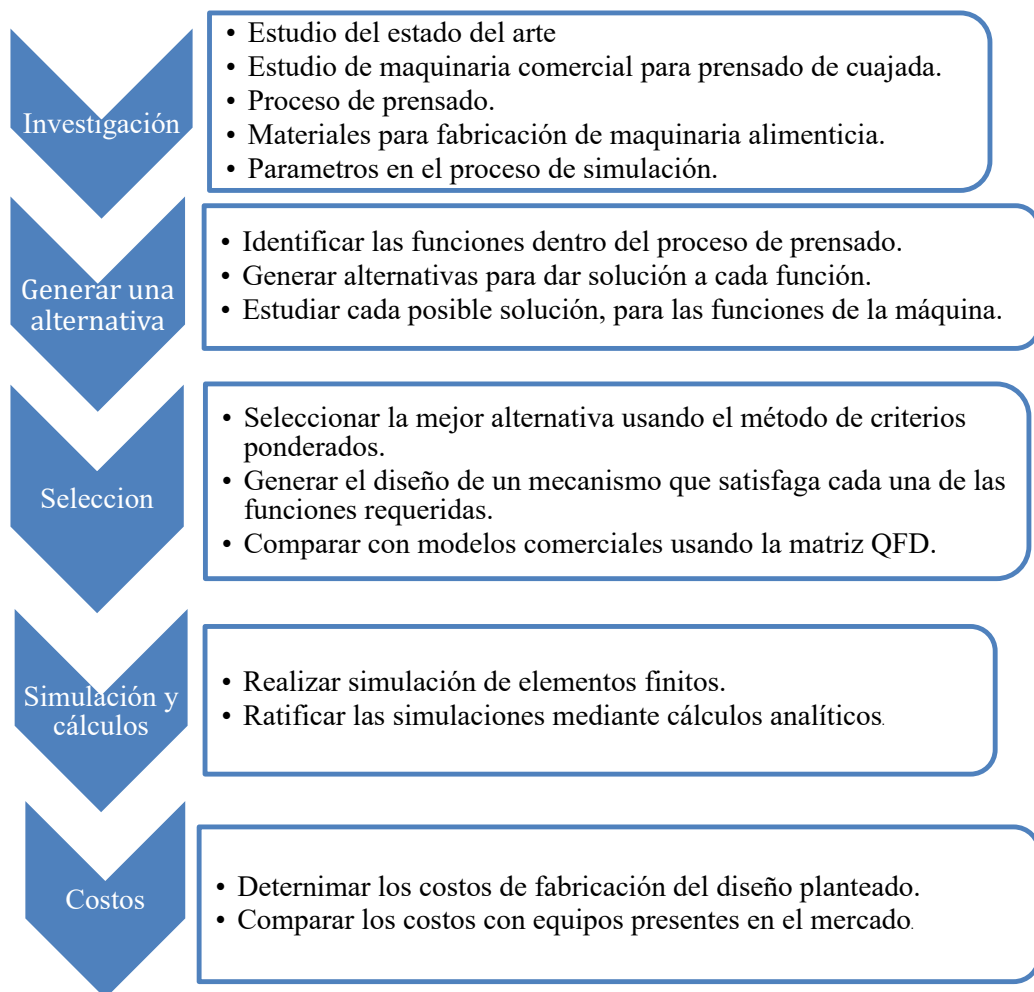 Investigación
• Estudio del estado del arte
• Estudio de maquinaria comercial para prensado de cuajada.
• Proceso de prensado.
• Materiales para fabricación de maquinaria alimenticia.
• Parametros en el proceso de simulación.
Generar una
alternativa
• Identificar las funciones dentro del proceso de prensado.
• Generar alternativas para dar solución a cada función.
• Estudiar cada posible solución, para las funciones de la máquina.
Seleccion
• Seleccionar la mejor alternativa usando el método de criterios
ponderados.
• Generar el diseño de un mecanismo que satisfaga cada una de las
funciones requeridas.
• Comparar con modelos comerciales usando la matriz QFD.
Simulación y
cálculos
• Realizar simulación de elementos finitos.
• Ratificar las simulaciones mediante cálculos analíticos.
Costos
• Deternimar los costos de fabricación del diseño planteado.
• Comparar los costos con equipos presentes en el mercado.